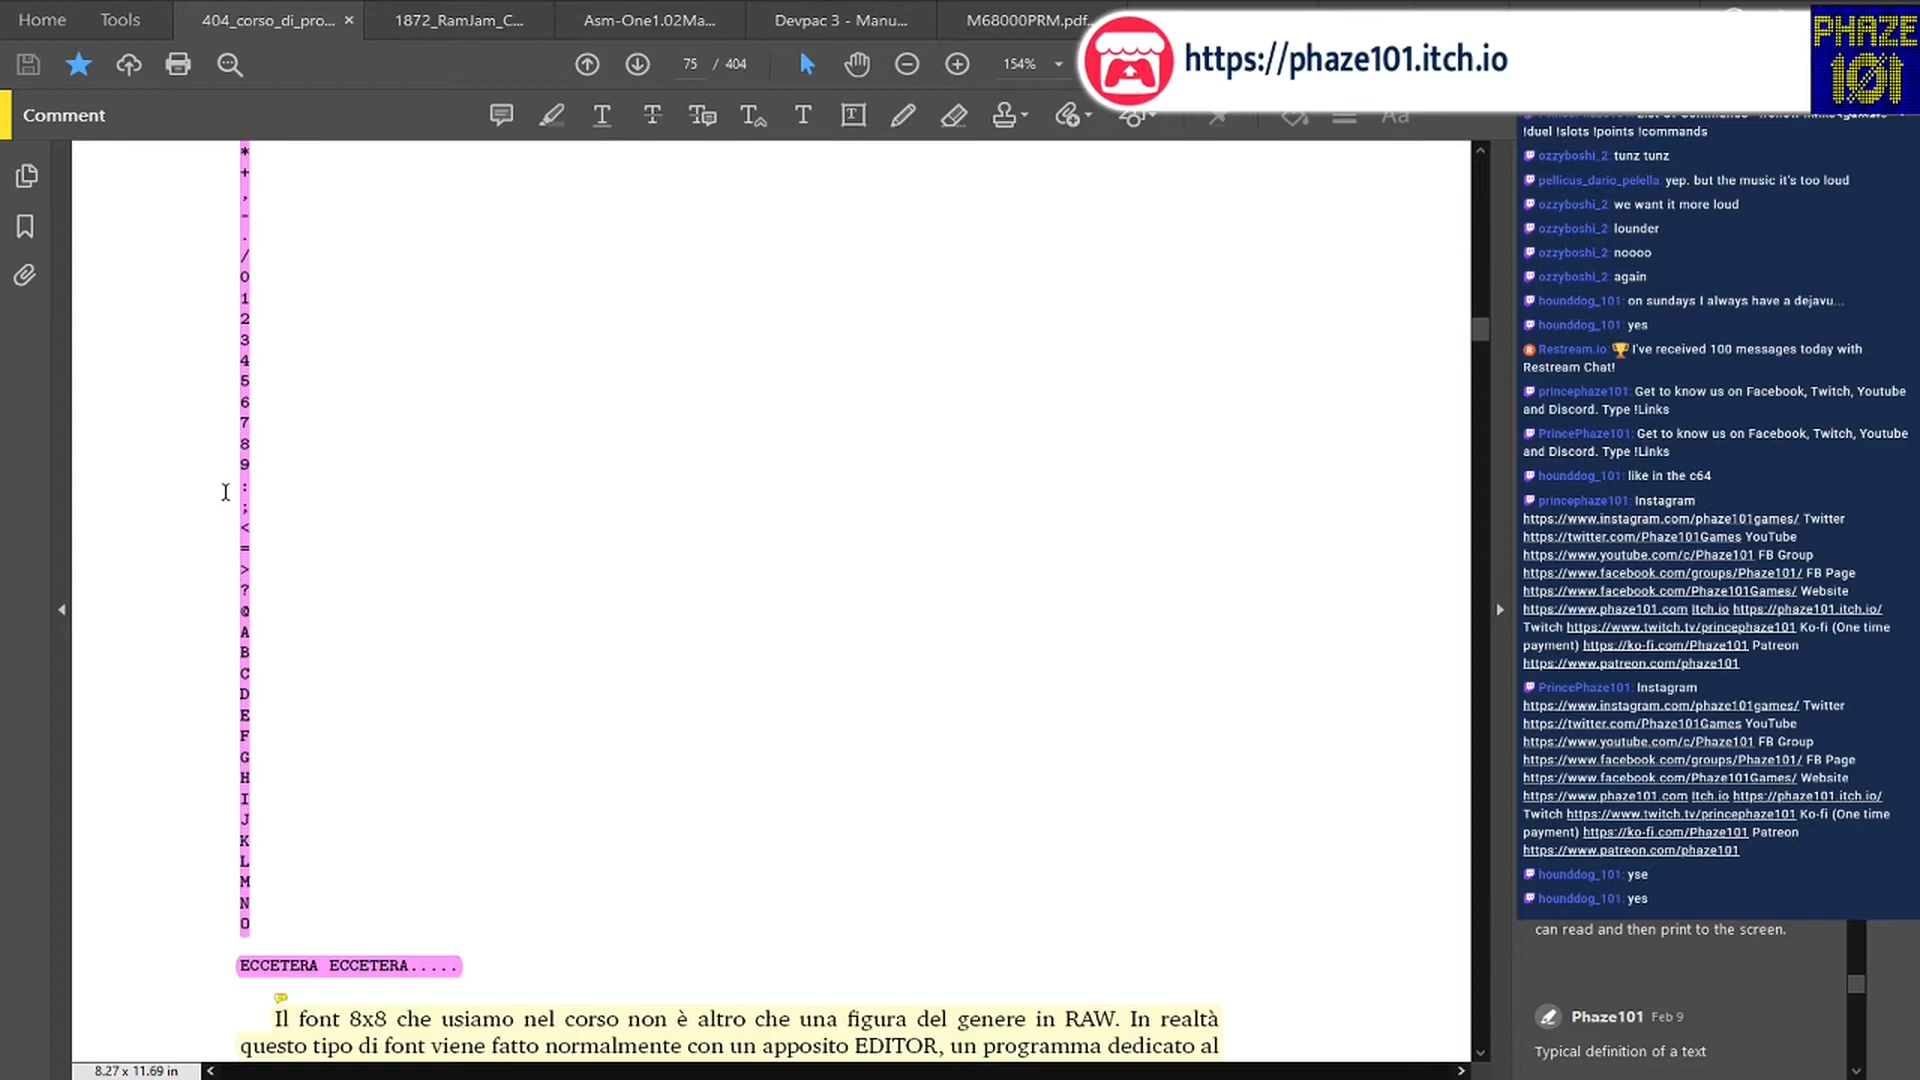 Home
Tools
404_corso_di_pro...
1872_RamJam_C...
Asm-One1.02Ma...
Devpac 3 - Manu...
M68000PRM.pdf
https://phaze101.itch.io
PHAZE
101
75 / 404
154%
Comment
*
+
,
-
.
/
0
1
2
3
4
5
6
7
8
9
:
;
<
=
>
?
@
A
B
C
D
E
F
G
H
I
J
K
L
M
N
O
ECCETERA ECCETERA.....
Il font 8x8 che usiamo nel corso non è altro che una figura del genere in RAW. In realtà
questo tipo di font viene fatto normalmente con un apposito EDITOR, un programma dedicato al
8.27 x 11.69 in
!duel !slots !points !commands
ozzyboshi_2: tunz tunz
pellicus_dario_pelella: yep. but the music it's too loud
ozzyboshi_2: we want it more loud
ozzyboshi_2: lounder
ozzyboshi_2: noooo
ozzyboshi_2: again
hounddog_101: on sundays I always have a dejavu...
hounddog_101: yes
Restream.io: I've received 100 messages today with
Restream Chat!
princephaze101: Get to know us on Facebook, Twitch, Youtube
and Discord. Type !Links
PrincePhaze101: Get to know us on Facebook, Twitch, Youtube
and Discord. Type !Links
hounddog_101: like in the c64
princephaze101: Instagram
https://www.instagram.com/phaze101games/ Twitter
https://twitter.com/Phaze101Games YouTube
https://www.youtube.com/c/Phaze101 FB Group
https://www.facebook.com/groups/Phaze101/ FB Page
https://www.facebook.com/Phaze101Games/ Website
https://www.phaze101.com Itch.io https://phaze101.itch.io/
Twitch https://www.twitch.tv/princephaze101 Ko-fi (One time
payment) https://ko-fi.com/Phaze101 Patreon
https://www.patreon.com/phaze101
PrincePhaze101: Instagram
https://www.instagram.com/phaze101games/ Twitter
https://twitter.com/Phaze101Games YouTube
https://www.youtube.com/c/Phaze101 FB Group
https://www.facebook.com/groups/Phaze101/ FB Page
https://www.facebook.com/Phaze101Games/ Website
https://www.phaze101.com Itch.io https://phaze101.itch.io/
Twitch https://www.twitch.tv/princephaze101 Ko-fi (One time
payment) https://ko-fi.com/Phaze101 Patreon
https://www.patreon.com/phaze101
hounddog_101: yse
hounddog_101: yes
can read and then print to the screen.
Phaze101 Feb 9
Typical definition of a text